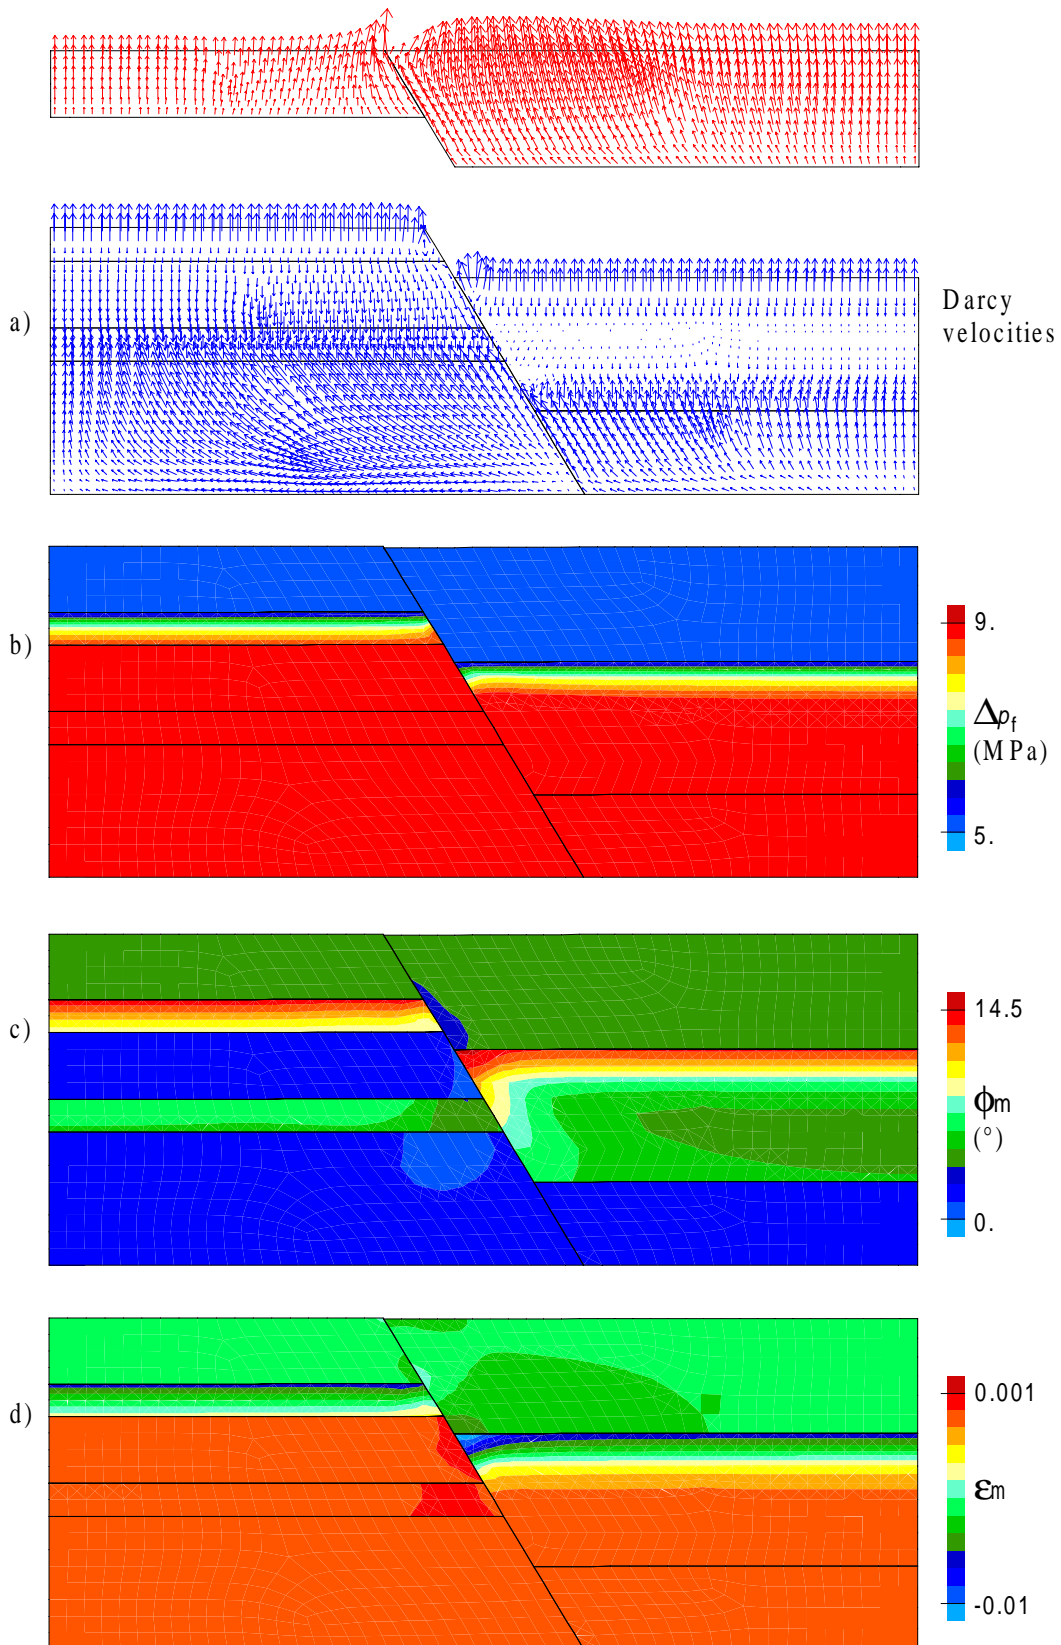 a)
Darcy
velocities
b)
9.
Δpf
(MPa)
5.
c)
14.5
ϕm
(°)
0.
d)
0.001
εm
-0.01